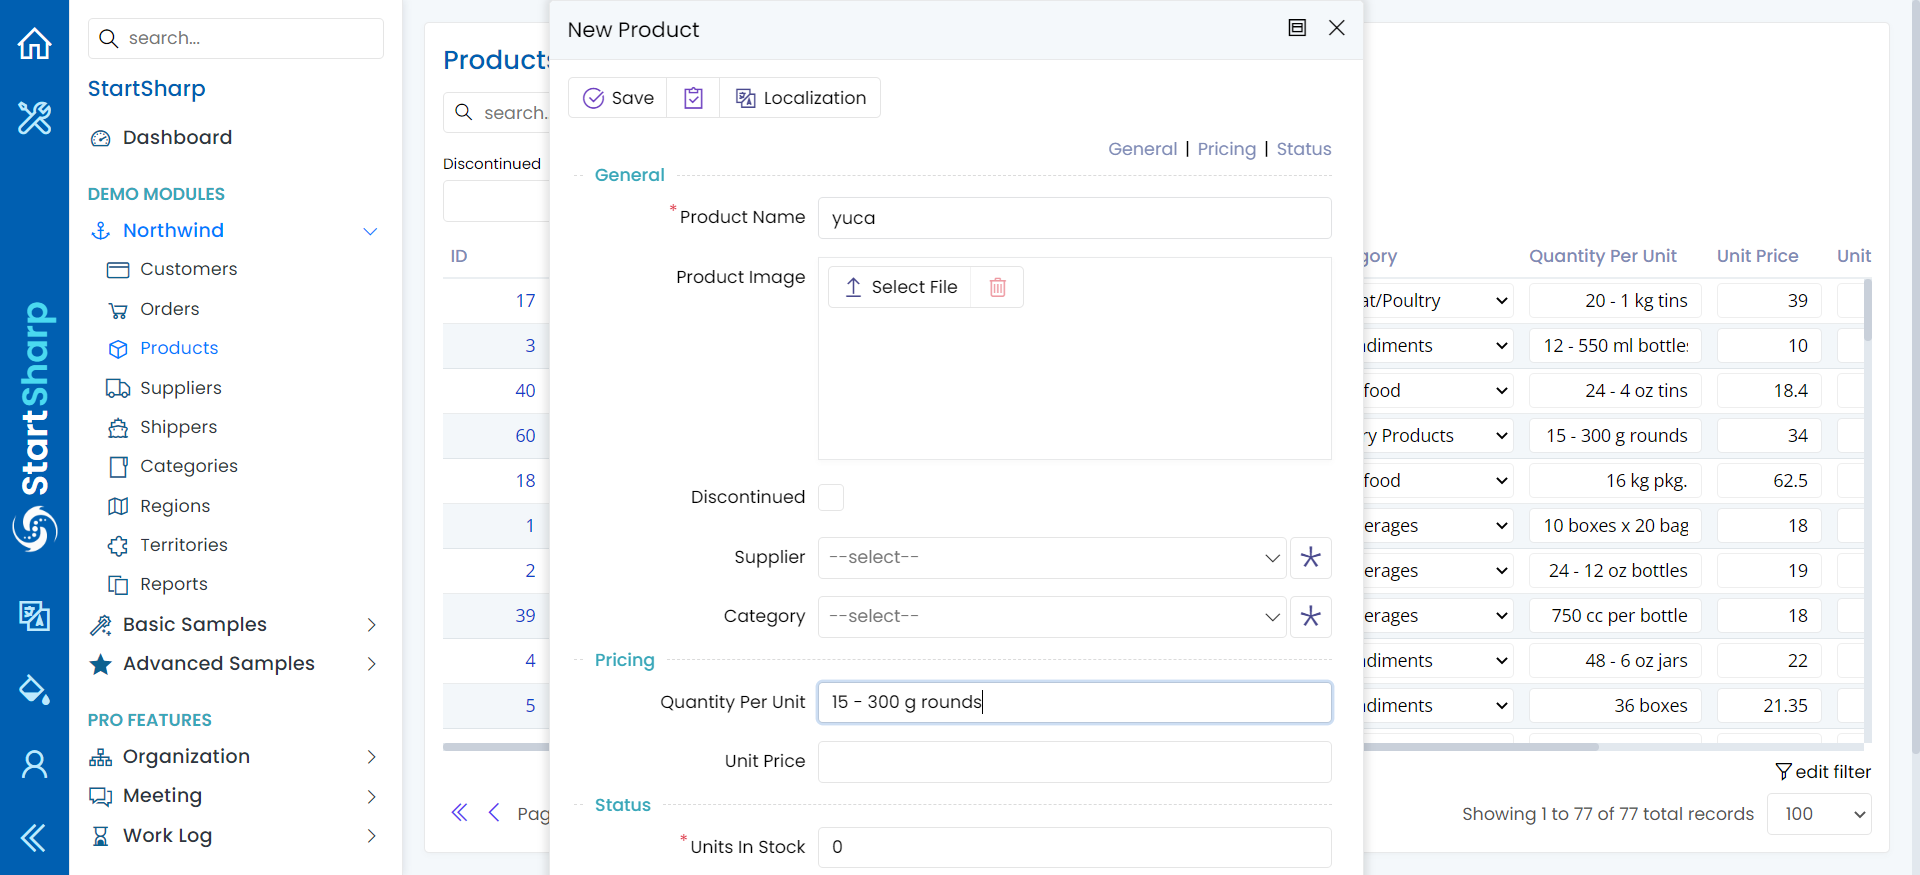 search...
StartSharp
Dashboard
DEMO MODULES
Northwind
Customers
Orders
Products
Suppliers
Shippers
Categories
Regions
Territories
Reports
Basic Samples
Advanced Samples
PRO FEATURES
Organization
Meeting
Work Log
StartSharp
Products
search...
Discontinued
ID
17
3
40
60
18
1
2
39
4
5
Pag
New Product
Save
Localization
General | Pricing | Status
General
* Product Name yuca
Product Image Select File
Discontinued
Supplier --select--
Category --select--
Pricing
Quantity Per Unit 15 - 300 g rounds
Unit Price
Status
* Units In Stock 0
gory Quantity Per Unit Unit Price Unit
at/Poultry 20 - 1 kg tins 39
diments 12 - 550 ml bottles 10
food 24 - 4 oz tins 18.4
ry Products 15 - 300 g rounds 34
food 16 kg pkg. 62.5
erages 10 boxes x 20 bag 18
erages 24 - 12 oz bottles 19
erages 750 cc per bottle 18
diments 48 - 6 oz jars 22
diments 36 boxes 21.35
edit filter
Showing 1 to 77 of 77 total records 100